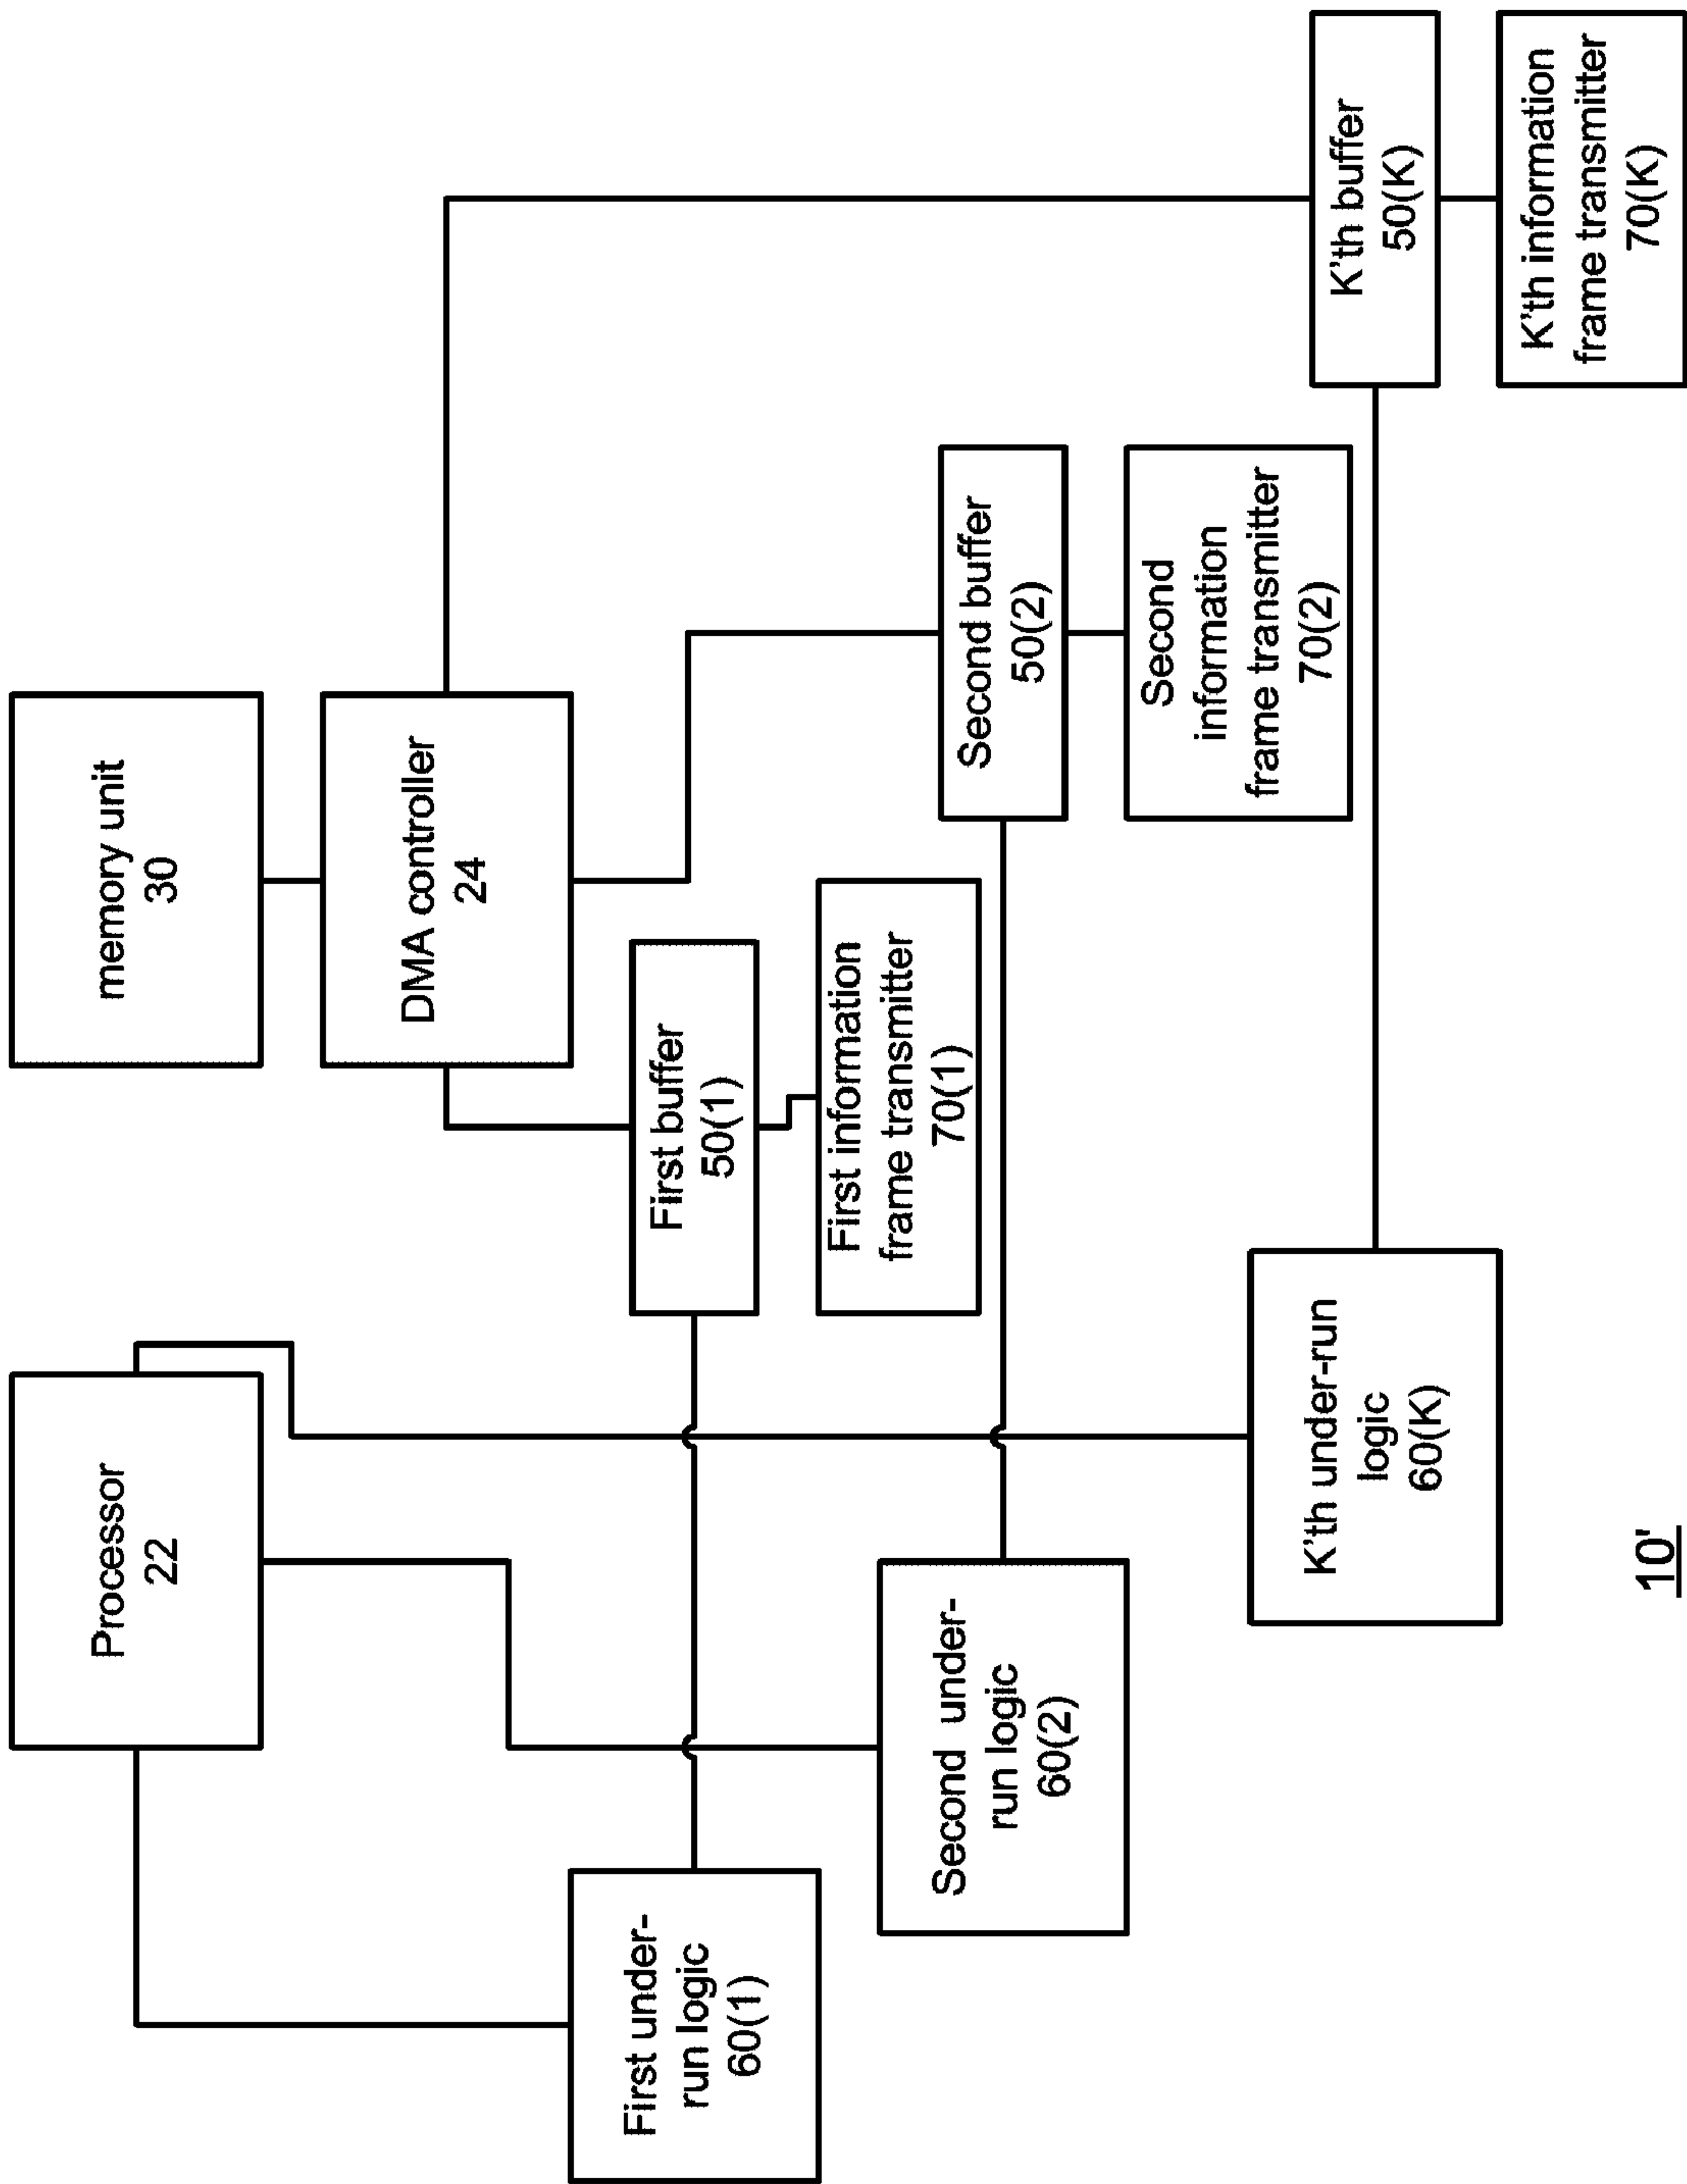 Processor
22
memory unit
30
DMA controller
24
First under-
run logic
60(1)
First buffer
50(1)
First information
frame transmitter
70(1)
Second under-
run logic
60(2)
Second buffer
50(2)
Second
information
frame transmitter
70(2)
K'th under-run
logic
60(K)
K'th buffer
50(K)
K'th information
frame transmitter
70(K)
10'